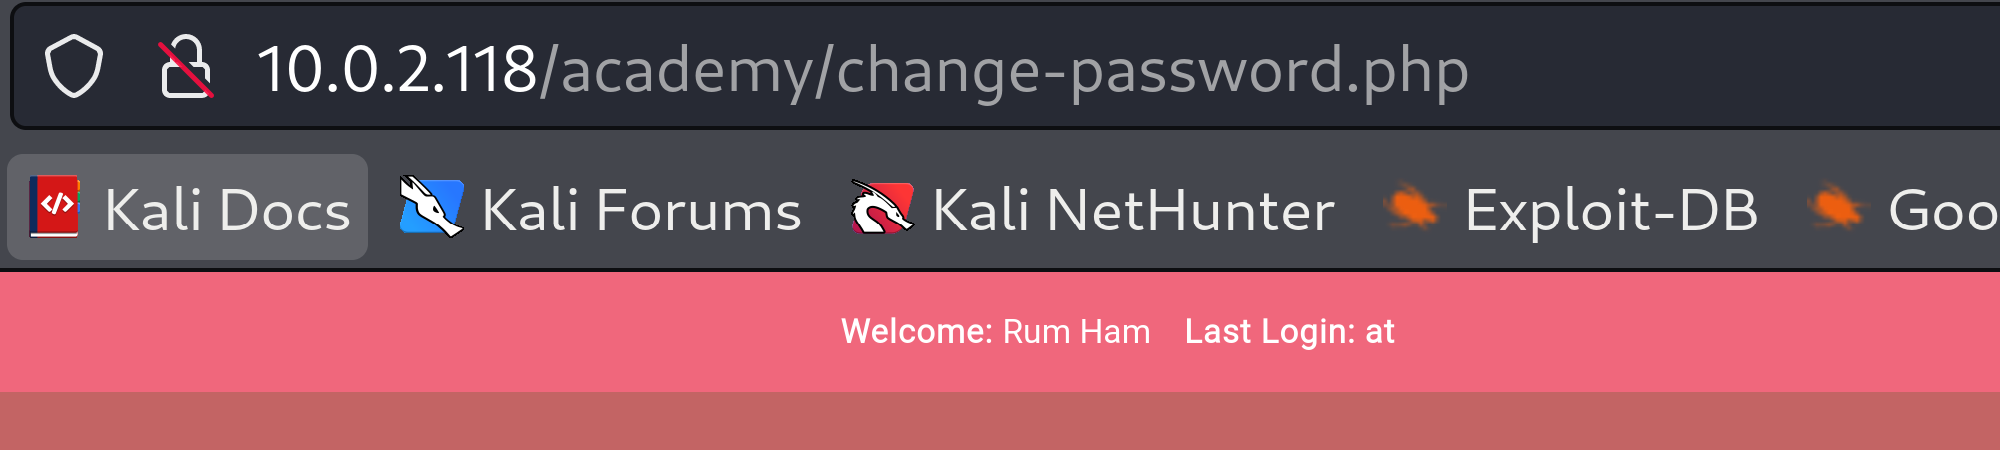 10.0.2.118/academy/change-password.php
Kali Docs Kali Forums Kali NetHunter Exploit-DB Goo
Welcome: Rum Ham Last Login: at